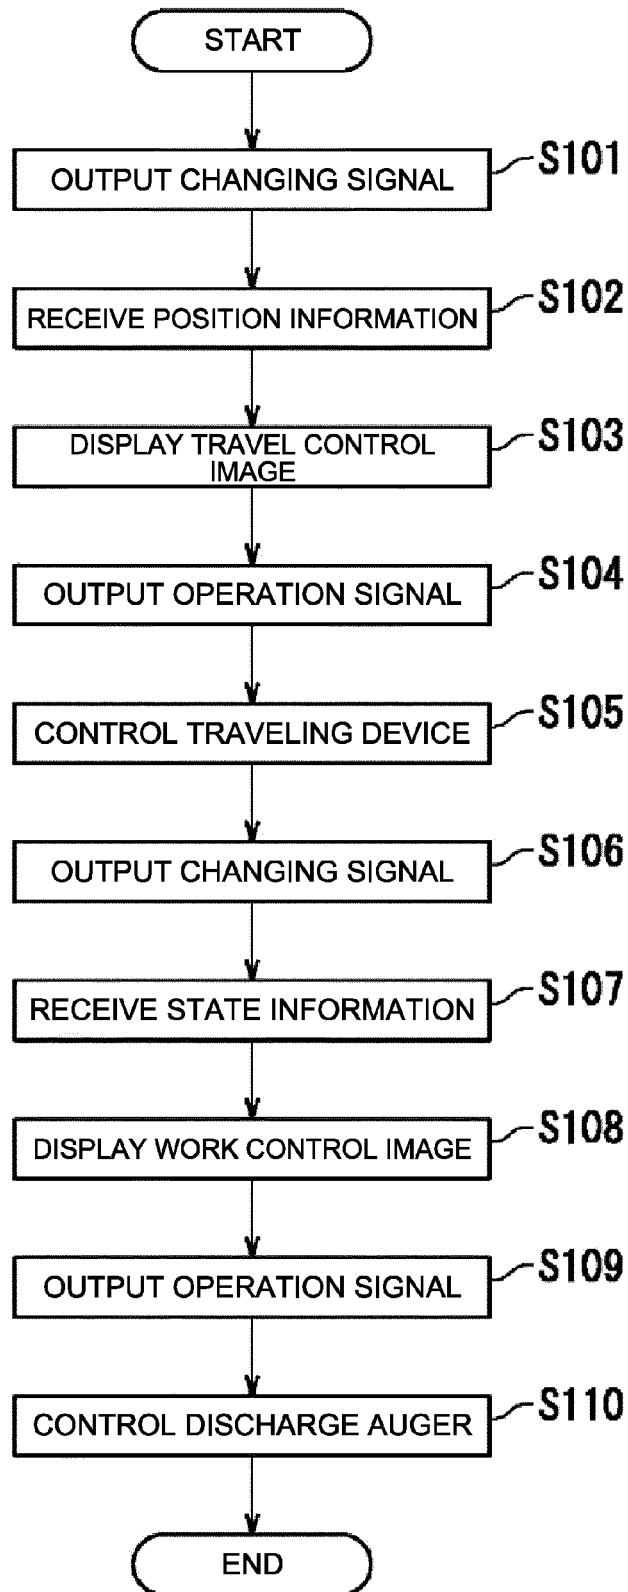 START
OUTPUT CHANGING SIGNAL
S101
RECEIVE POSITION INFORMATION
S102
DISPLAY TRAVEL CONTROL
IMAGE
S103
OUTPUT OPERATION SIGNAL
S104
CONTROL TRAVELING DEVICE
S105
OUTPUT CHANGING SIGNAL
S106
RECEIVE STATE INFORMATION
S107
DISPLAY WORK CONTROL IMAGE
S108
OUTPUT OPERATION SIGNAL
S109
CONTROL DISCHARGE AUGER
S110
END